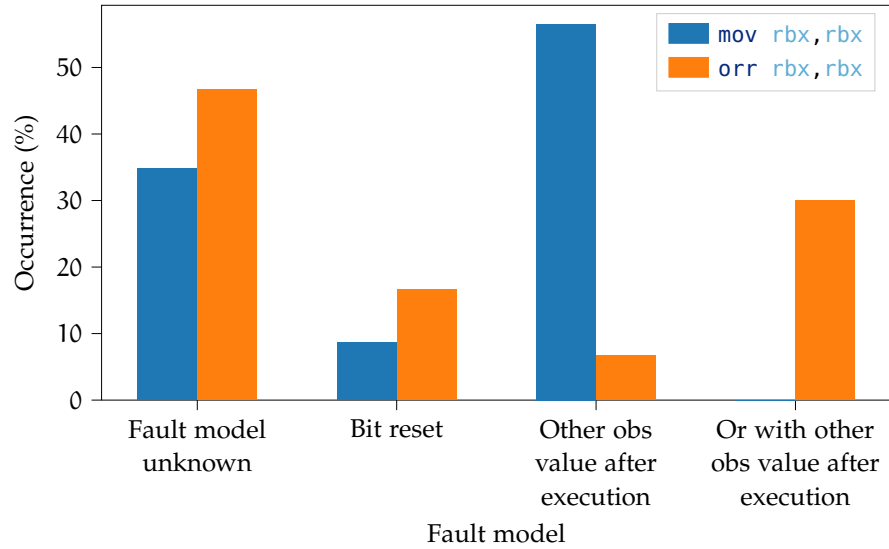 mov rbx,rbx
orr rbx,rbx
Occurrence (%)
50
40
30
20
10
0
Fault model
unknown
Bit reset
Other obs
value after
execution
Or with other
obs value after
execution
Fault model